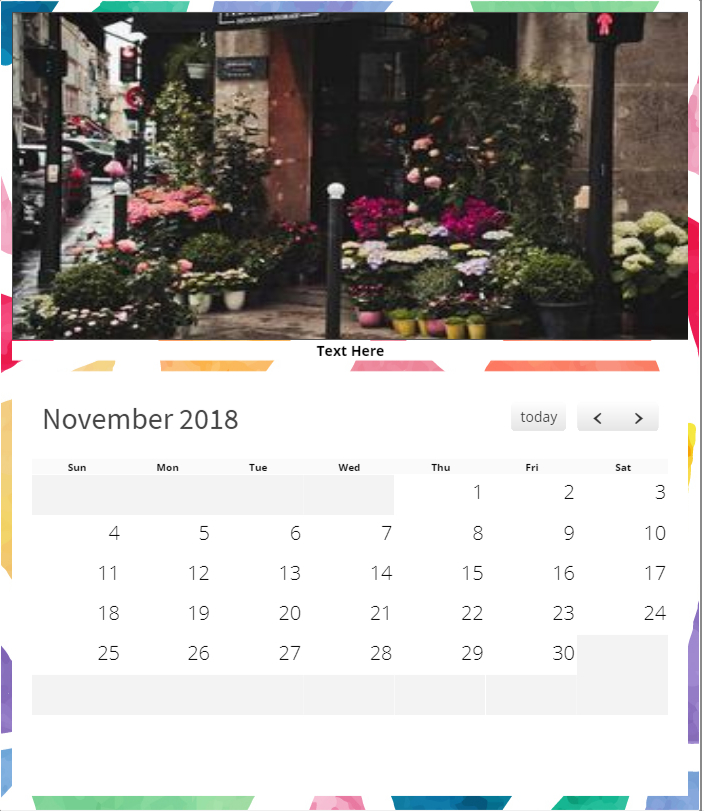 Text Here
November 2018
today
Sun Mon Tue Wed Thu Fri Sat
1 2 3
4 5 6 7 8 9 10
11 12 13 14 15 16 17
18 19 20 21 22 23 24
25 26 27 28 29 30